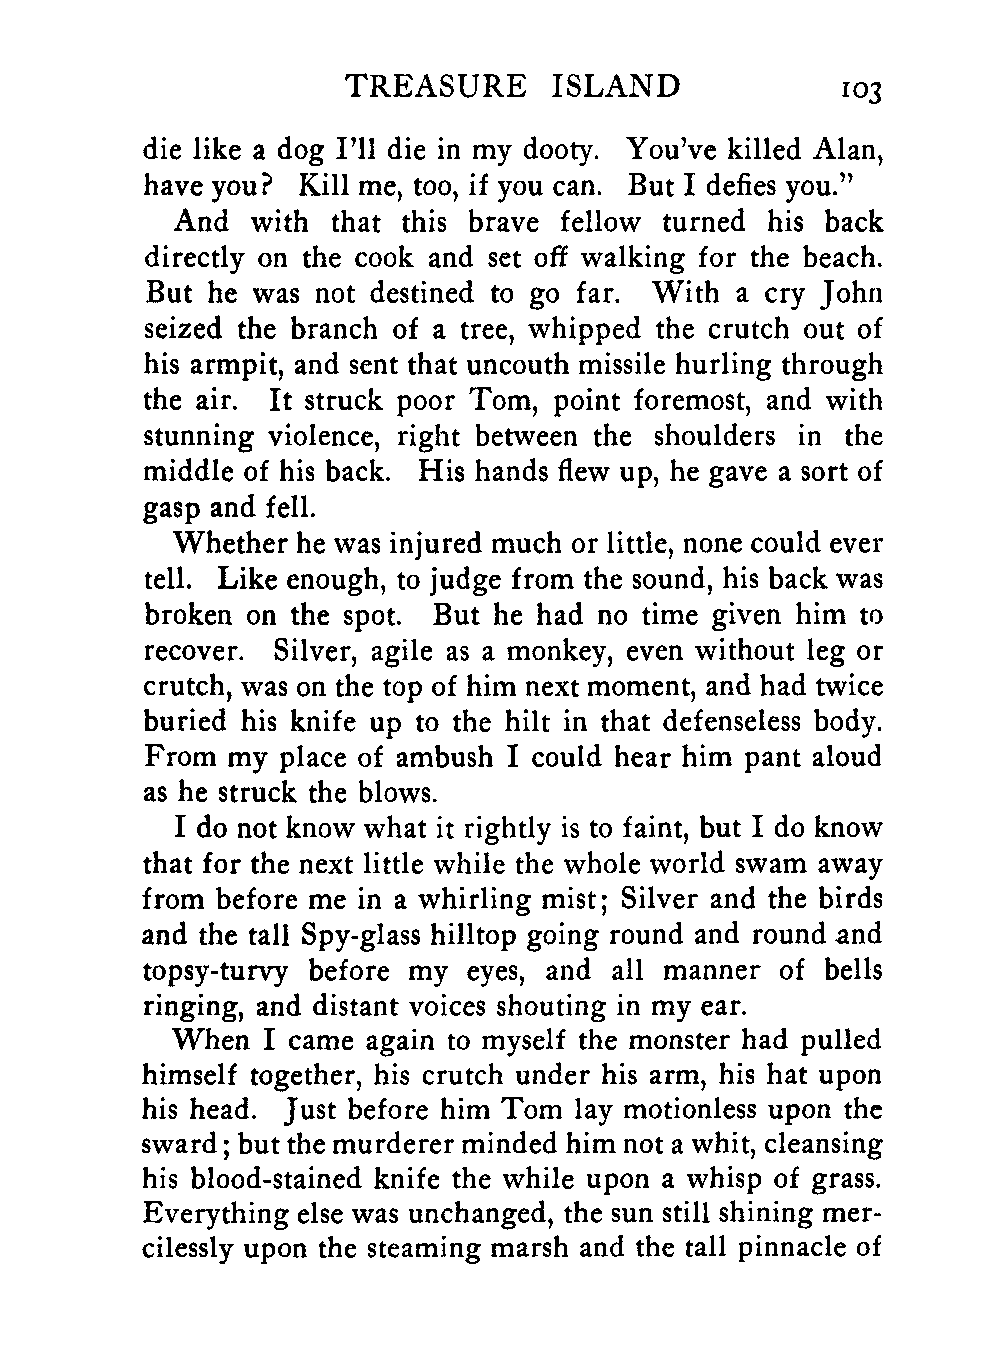 TREASURE ISLAND 103
die like a dog I'll die in my dooty. You've killed Alan,
have you? Kill me, too, if you can. But I defies you."
And with that this brave fellow turned his back
directly on the cook and set off walking for the beach.
But he was not destined to go far. With a cry John
seized the branch of a tree, whipped the crutch out of
his armpit, and sent that uncouth missile hurling through
the air. It struck poor Tom, point foremost, and with
stunning violence, right between the shoulders in the
middle of his back. His hands flew up, he gave a sort of
gasp and fell.
Whether he was injured much or little, none could ever
tell. Like enough, to judge from the sound, his back was
broken on the spot. But he had no time given him to
recover. Silver, agile as a monkey, even without leg or
crutch, was on the top of him next moment, and had twice
buried his knife up to the hilt in that defenseless body.
From my place of ambush I could hear him pant aloud
as he struck the blows.
I do not know what it rightly is to faint, but I do know
that for the next little while the whole world swam away
from before me in a whirling mist; Silver and the birds
and the tall Spy-glass hilltop going round and round and
topsy-turvy before my eyes, and all manner of bells
ringing, and distant voices shouting in my ear.
When I came again to myself the monster had pulled
himself together, his crutch under his arm, his hat upon
his head. Just before him Tom lay motionless upon the
sward; but the murderer minded him not a whit, cleansing
his blood-stained knife the while upon a whisp of grass.
Everything else was unchanged, the sun still shining mer-
cilessly upon the steaming marsh and the tall pinnacle of